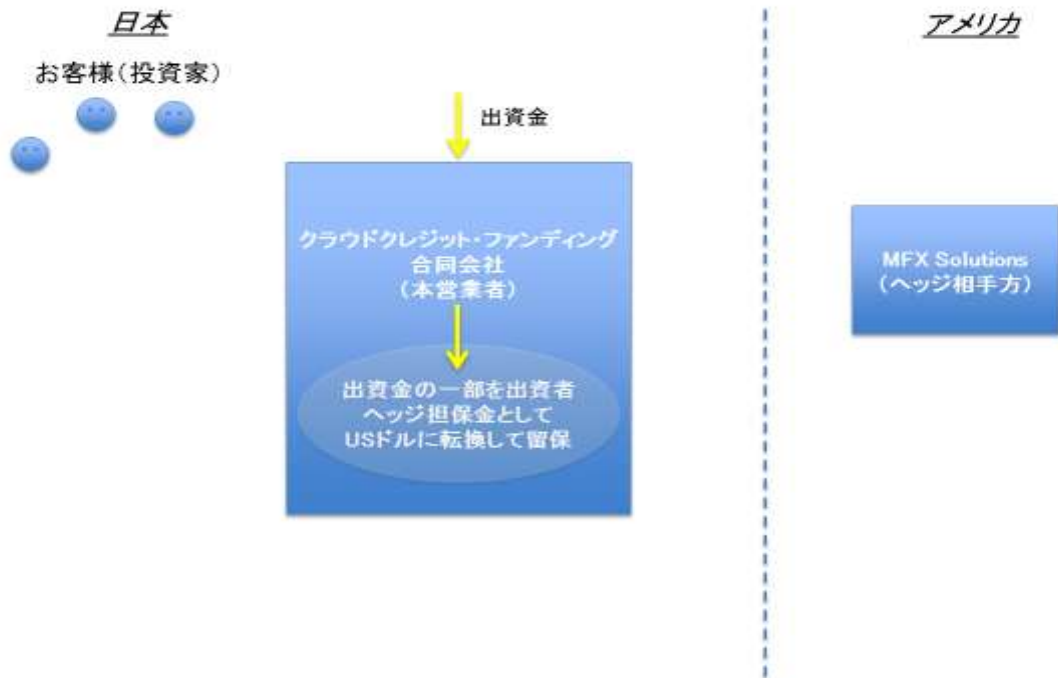 日本
アメリカ
お客様（投資家）
出資金
クラウドクレジット・ファンディング
合同会社
（本営業者）
出資金の一部を出資者
ヘッジ担保金として
USドルに転換して留保
MFX Solutions
（ヘッジ相手方）